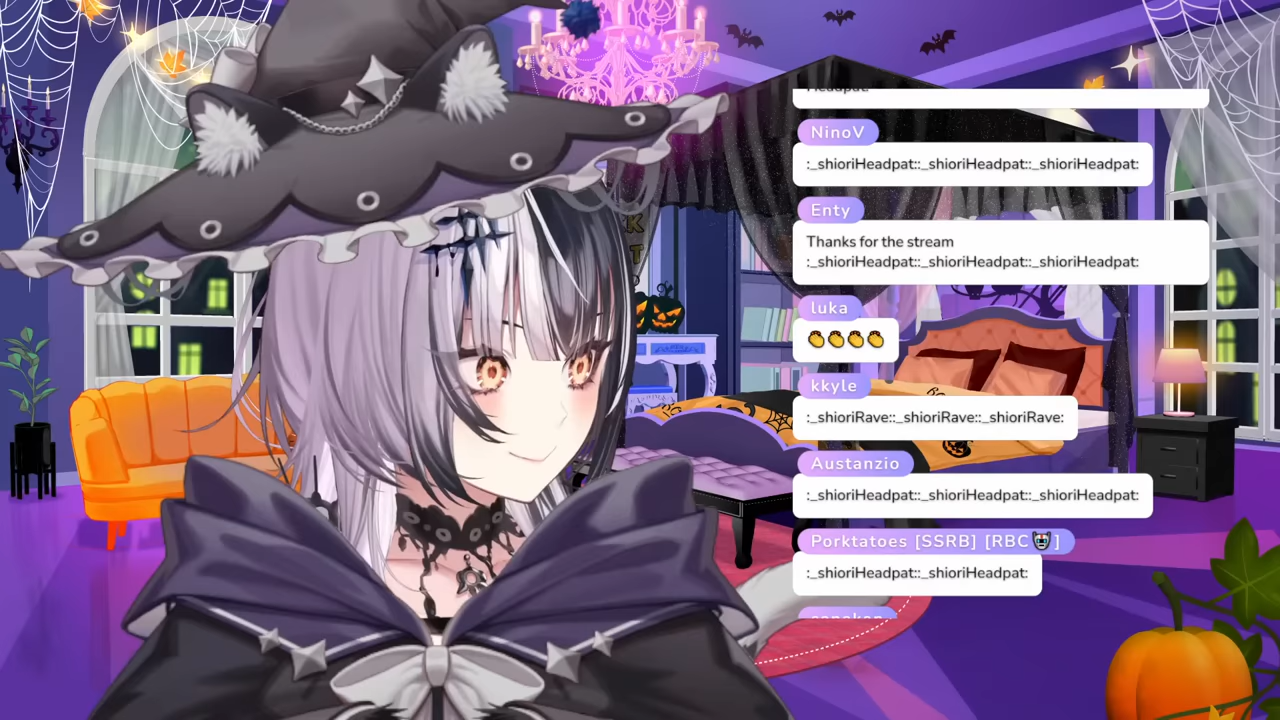 Headpat:
NinoV
:_shioriHeadpat::_shioriHeadpat::_shioriHeadpat:
Enty
Thanks for the stream
:_shioriHeadpat::_shioriHeadpat::_shioriHeadpat:
luka
👏👏👏👏
kkyle
:_shioriRave::_shioriRave::_shioriRave:
Austanzio
:_shioriHeadpat::_shioriHeadpat::_shioriHeadpat:
Porktatoes [SSRB] [RBC🤡]
:_shioriHeadpat::_shioriHeadpat: